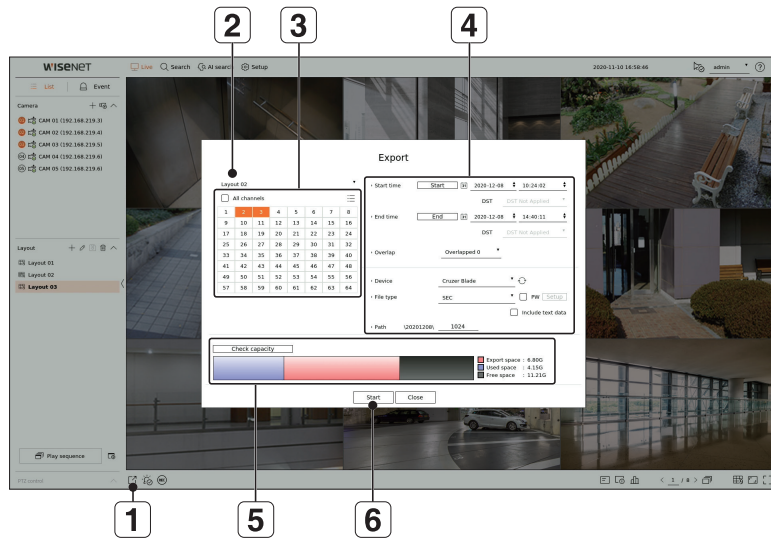 2 3 4
WISENET Live Search AI search Setup 2020-11-10 16:58:46 admin ?
List Event
Camera
CAM 01 (192.168.219.3)
CAM 02 (192.168.219.4)
CAM 03 (192.168.219.5)
CAM 04 (192.168.219.6)
CAM 05 (192.168.219.6)
Layout
Layout 01
Layout 02
Layout 03
Play sequence
PTZ control
Export
Layout 02
All channels
1 2 3 4 5 6 7 8
9 10 11 12 13 14 15 16
17 18 19 20 21 22 23 24
25 26 27 28 29 30 31 32
33 34 35 36 37 38 39 40
41 42 43 44 45 46 47 48
49 50 51 52 53 54 55 56
57 58 59 60 61 62 63 64
Start time Start 2020-12-08 10:24:02
DST DST Not Applied
End time End 2020-12-08 14:40:11
DST DST Not Applied
Overlap Overlapped 0
Device Cruzer Blade
File type SEC PW Setup
Include text data
Path \20201208\ 1024
Check capacity
Export space : 6.80G
Used space : 4.15G
Free space : 11.21G
Start Close
< 1 / 8 >
1 5 6